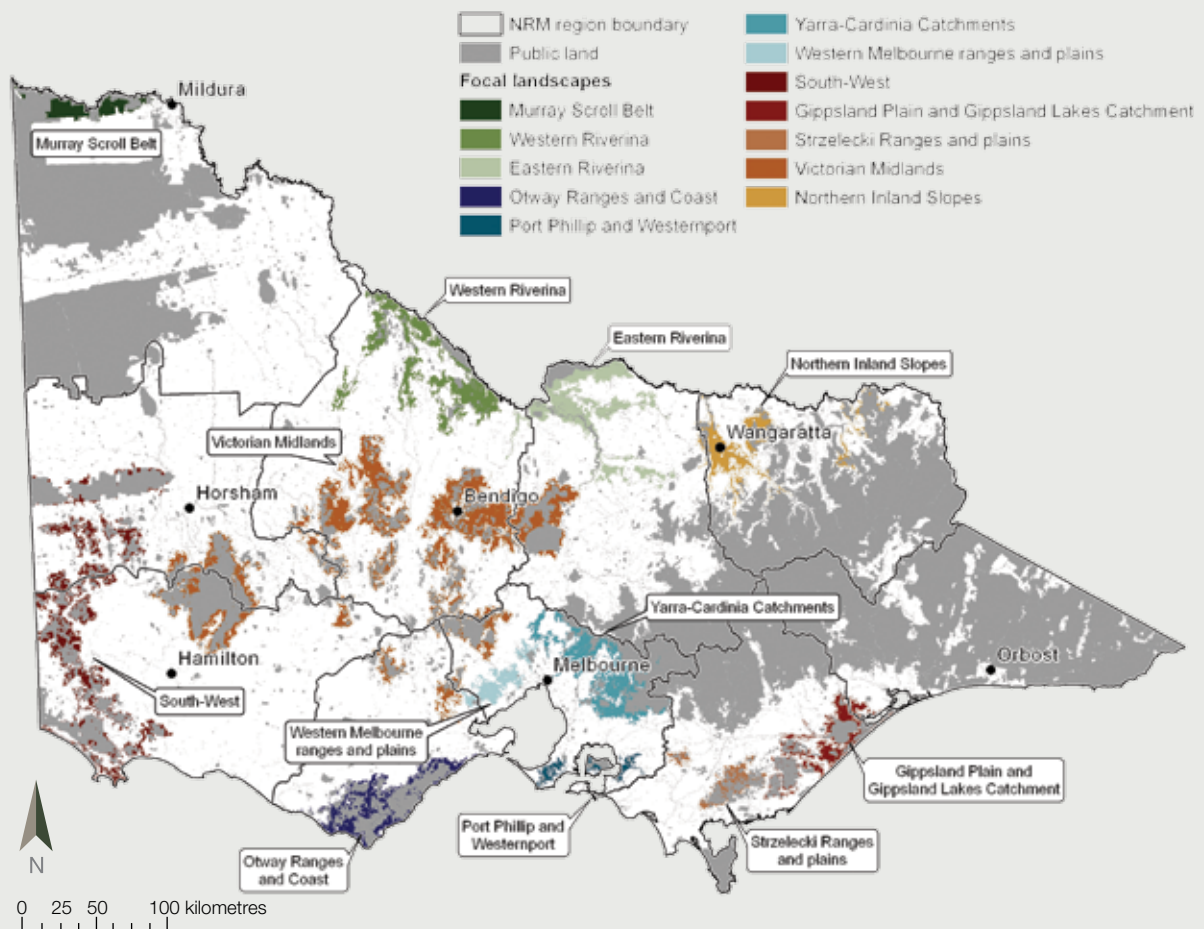 NRM region boundary
Public land
Focal landscapes
Murray Scroll Belt
Western Riverina
Eastern Riverina
Otway Ranges and Coast
Port Phillip and Westernport
Yarra-Cardinia Catchments
Western Melbourne ranges and plains
South-West
Gippsland Plain and Gippsland Lakes Catchment
Strzelecki Ranges and plains
Victorian Midlands
Northern Inland Slopes
Mildura
Murray Scroll Belt
Western Riverina
Eastern Riverina
Northern Inland Slopes
Victorian Midlands
Wangaratta
Horsham
Bendigo
Yarra-Cardinia Catchments
Hamilton
Melbourne
Orbost
South-West
Western Melbourne
ranges and plains
Gippsland Plain and
Gippsland Lakes Catchment
Port Phillip and
Westernport
Strzelecki Ranges
and plains
Otway Ranges
and Coast
N
0 25 50 100 kilometres